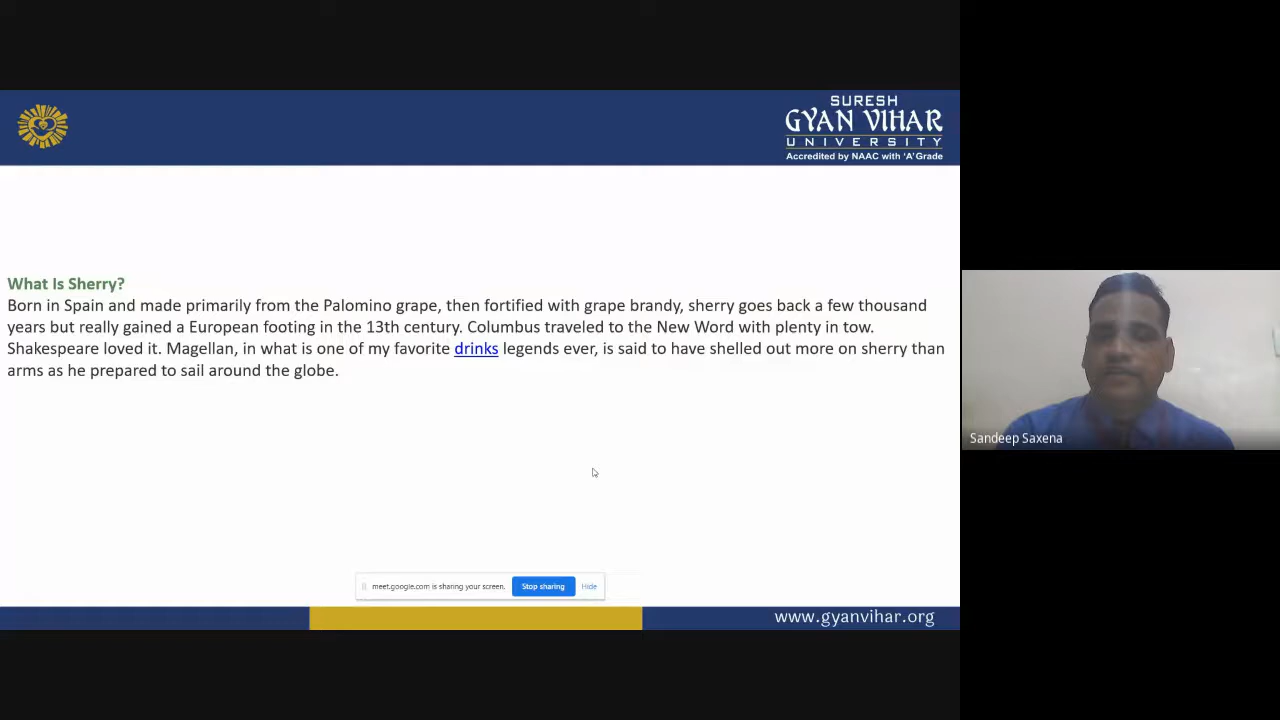 SURESH
GYAN VIHAR
UNIVERSITY
Accredited by NAAC with 'A' Grade
What Is Sherry?
Born in Spain and made primarily from the Palomino grape, then fortified with grape brandy, sherry goes back a few thousand
years but really gained a European footing in the 13th century. Columbus traveled to the New Word with plenty in tow.
Shakespeare loved it. Magellan, in what is one of my favorite drinks legends ever, is said to have shelled out more on sherry than
arms as he prepared to sail around the globe.
Sandeep Saxena
meet.google.com is sharing your screen.
Stop sharing
Hide
www.gyanvihar.org